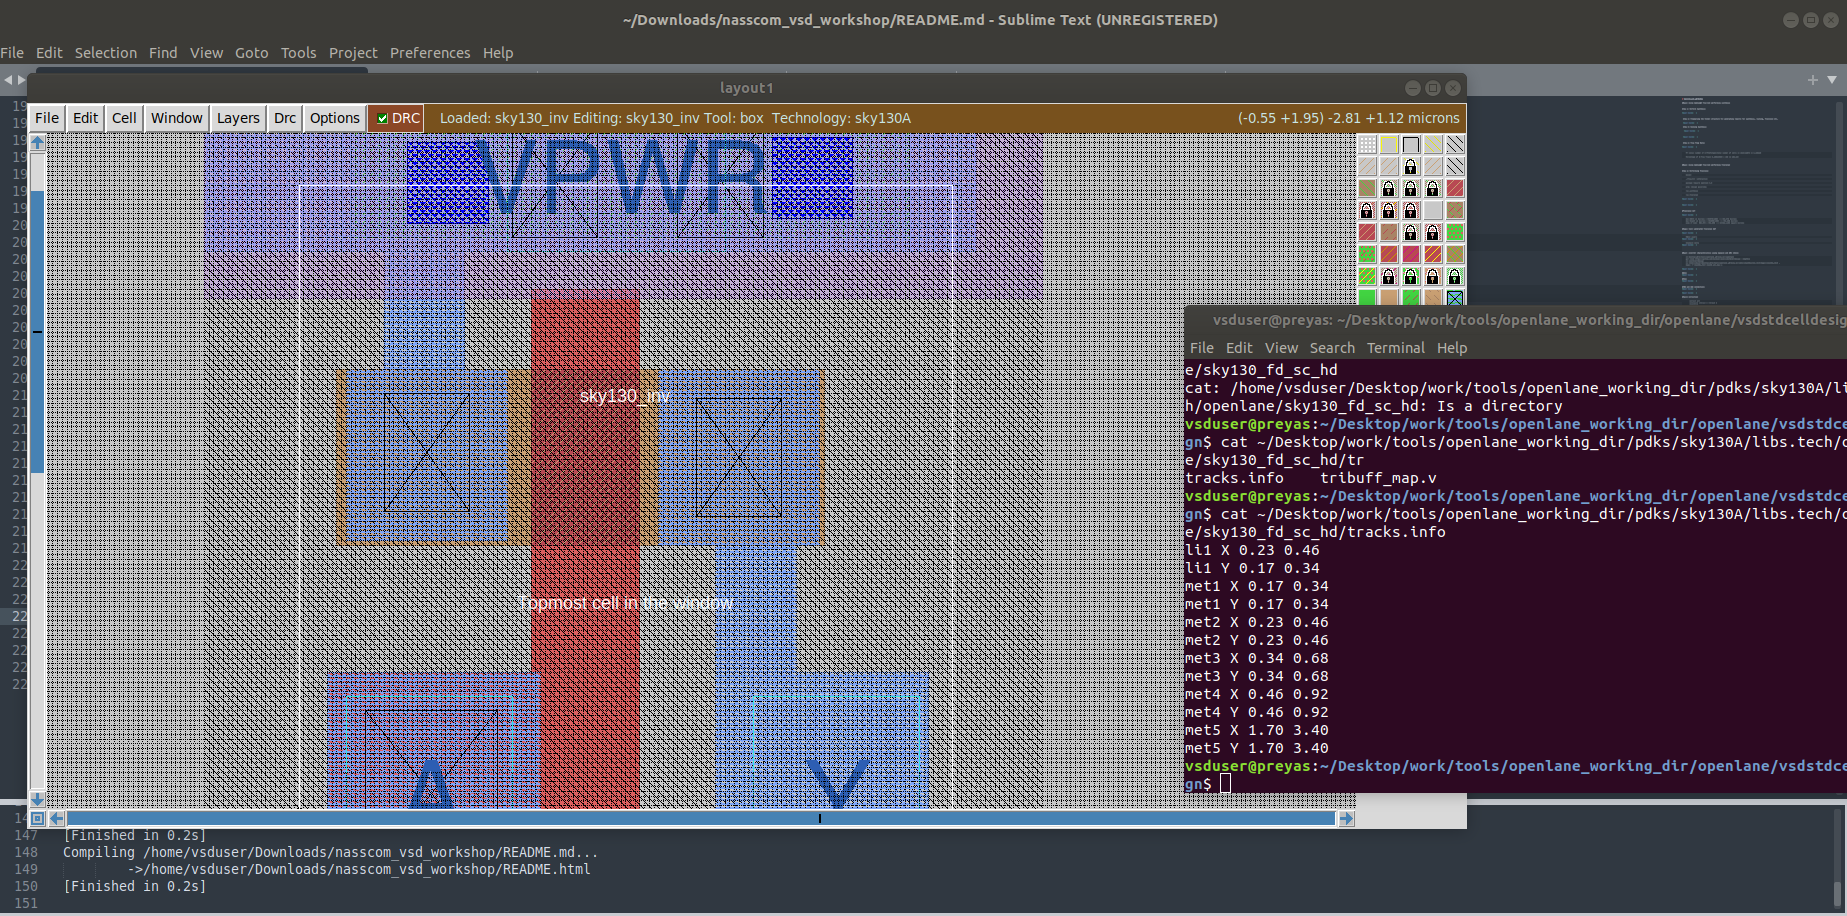 ~/Downloads/nasscom_vsd_workshop/README.md - Sublime Text (UNREGISTERED)
File Edit Selection Find View Goto Tools Project Preferences Help
layout1
File Edit Cell Window Layers Drc Options DRC Loaded: sky130_inv Editing: sky130_inv Tool: box Technology: sky130A (-0.55 +1.95) -2.81 +1.12 microns
VPWR
sky130_inv
Topmost cell in the window
A Y
vsduser@preyas: ~/Desktop/work/tools/openlane_working_dir/openlane/vsdstdcelldesig
File Edit View Search Terminal Help
e/sky130_fd_sc_hd
cat: /home/vsduser/Desktop/work/tools/openlane_working_dir/pdks/sky130A/li
h/openlane/sky130_fd_sc_hd: Is a directory
vsduser@preyas:~/Desktop/work/tools/openlane_working_dir/openlane/vsdstdce
gn$ cat ~/Desktop/work/tools/openlane_working_dir/pdks/sky130A/libs.tech/o
e/sky130_fd_sc_hd/tr
tracks.info tribuff_map.v
vsduser@preyas:~/Desktop/work/tools/openlane_working_dir/openlane/vsdstdce
gn$ cat ~/Desktop/work/tools/openlane_working_dir/pdks/sky130A/libs.tech/o
e/sky130_fd_sc_hd/tracks.info
li1 X 0.23 0.46
li1 Y 0.17 0.34
met1 X 0.17 0.34
met1 Y 0.17 0.34
met2 X 0.23 0.46
met2 Y 0.23 0.46
met3 X 0.34 0.68
met3 Y 0.34 0.68
met4 X 0.46 0.92
met4 Y 0.46 0.92
met5 X 1.70 3.40
met5 Y 1.70 3.40
vsduser@preyas:~/Desktop/work/tools/openlane_working_dir/openlane/vsdstdce
gn$
147 [Finished in 0.2s]
148 Compiling /home/vsduser/Downloads/nasscom_vsd_workshop/README.md...
149 ->/home/vsduser/Downloads/nasscom_vsd_workshop/README.html
150 [Finished in 0.2s]
151